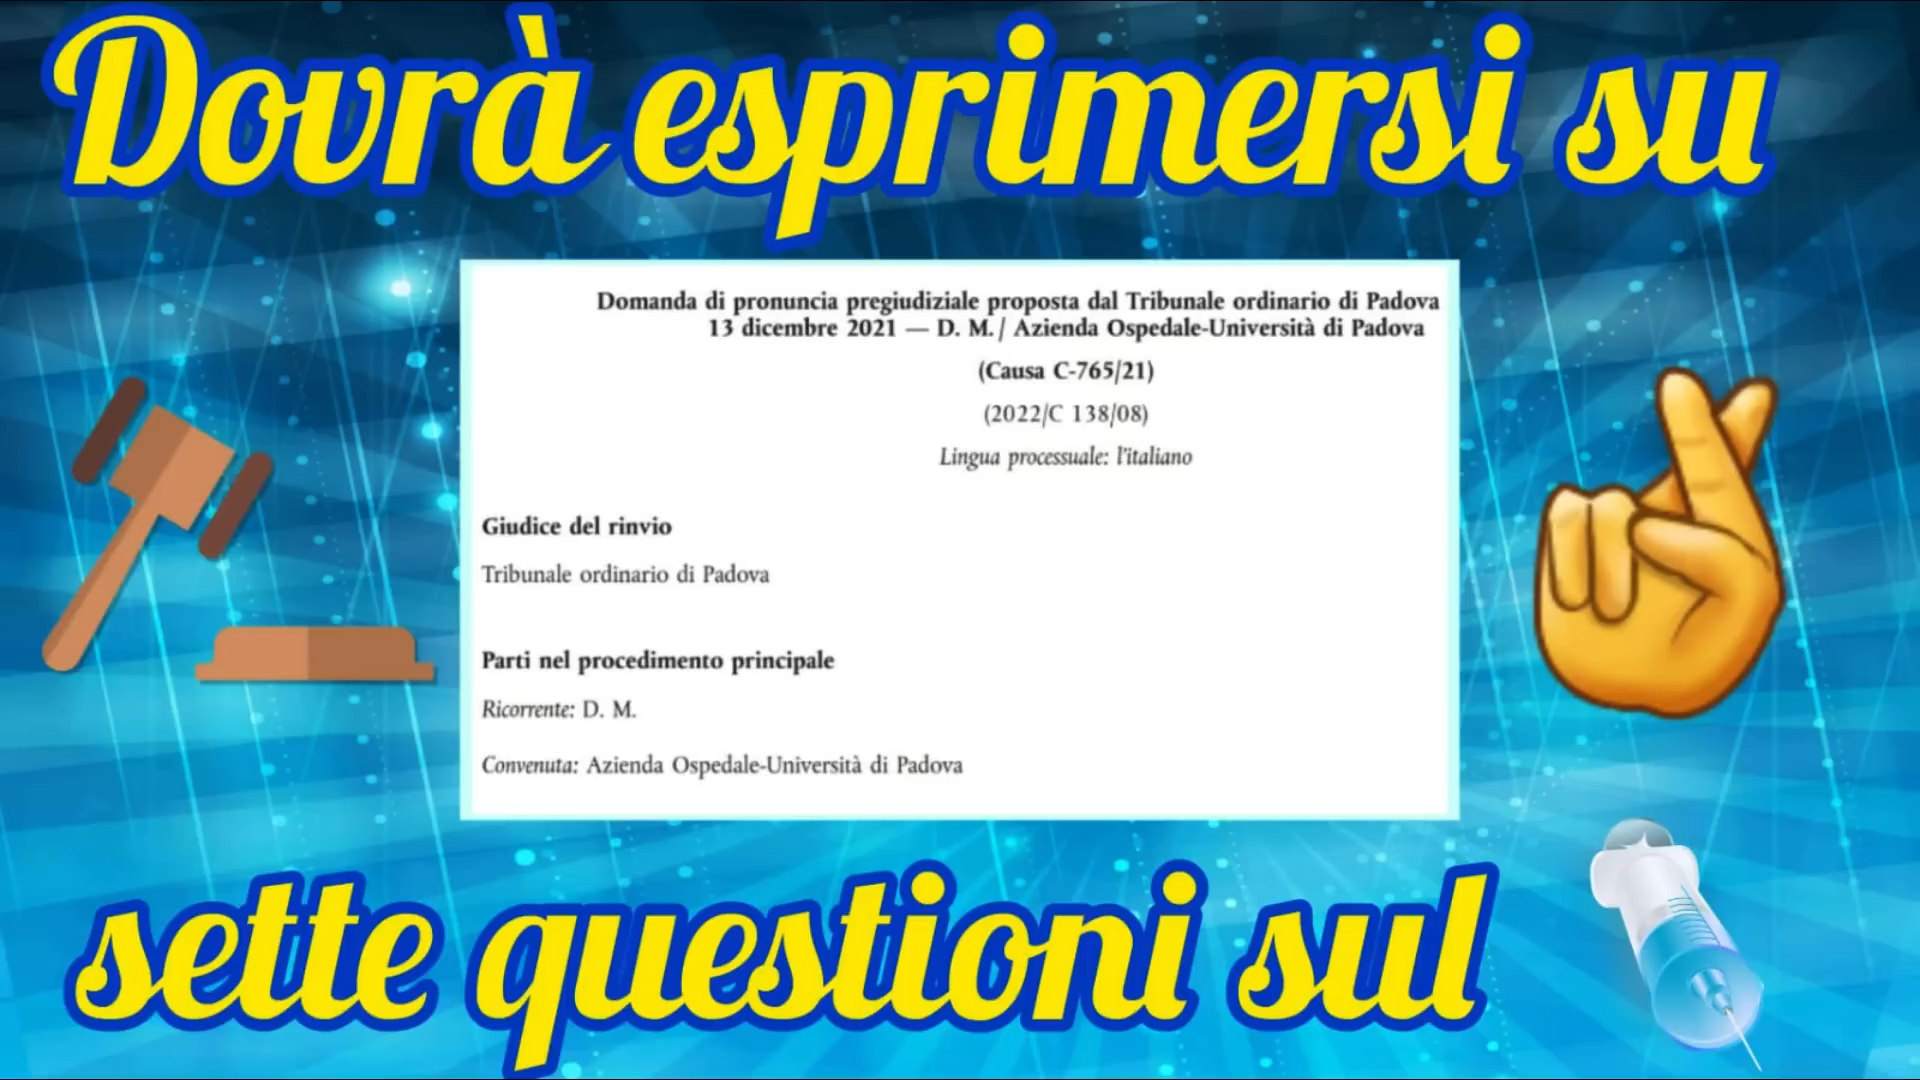 Dovrà esprimersi su
Domanda di pronuncia pregiudiziale proposta dal Tribunale ordinario di Padova
13 dicembre 2021 — D. M. / Azienda Ospedale-Università di Padova
(Causa C-765/21)
(2022/C 138/08)
Lingua processuale: l'italiano
Giudice del rinvio
Tribunale ordinario di Padova
Parti nel procedimento principale
Ricorrente: D. M.
Convenuta: Azienda Ospedale-Università di Padova
sette questioni sul